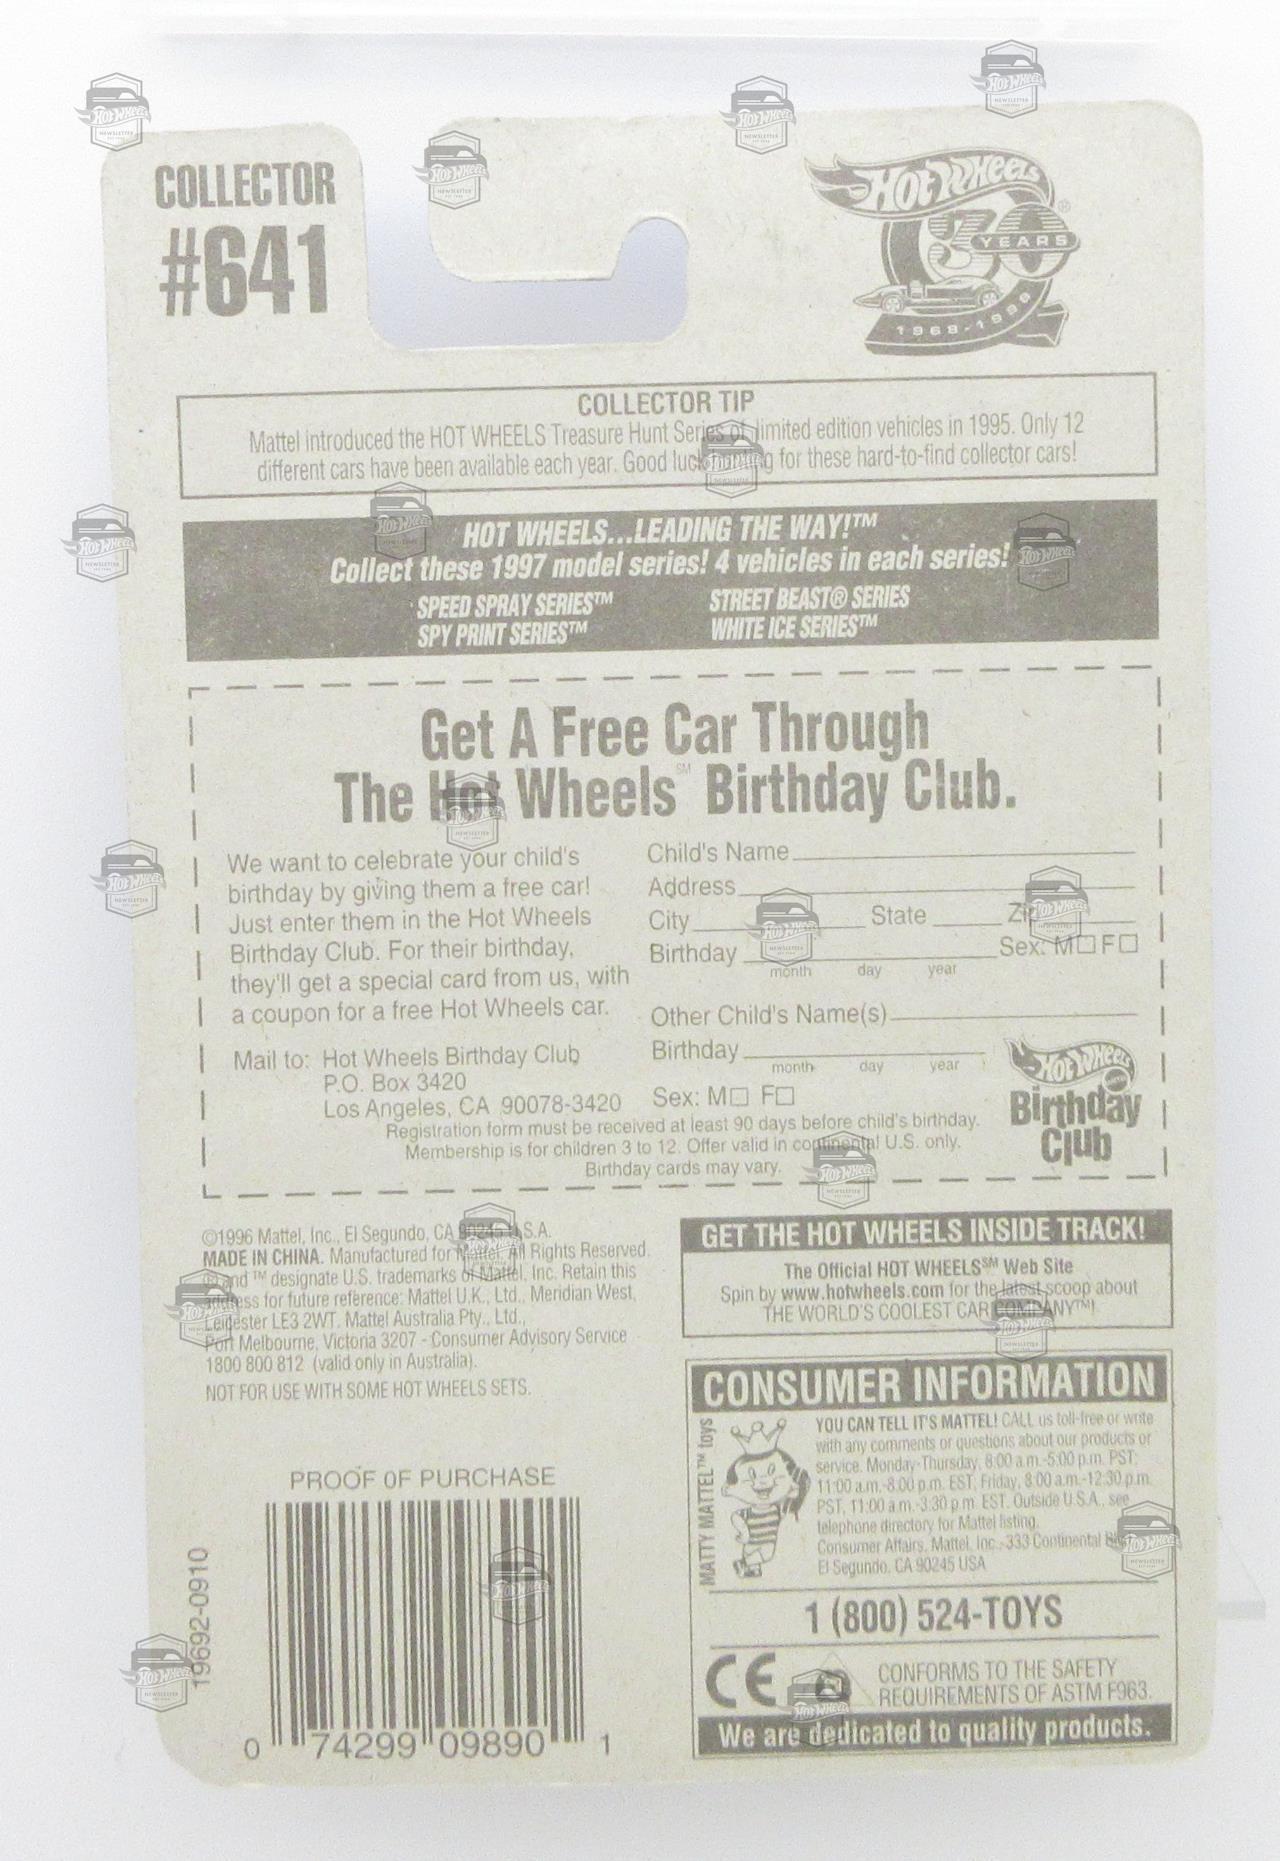 COLLECTOR
#641
HOT WHEELS
30
YEARS
®
1968-1998
COLLECTOR TIP
Mattel introduced the HOT WHEELS Treasure Hunt Series of limited edition vehicles in 1995. Only 12
different cars have been available each year. Good luck for these hard-to-find collector cars!
HOT WHEELS...LEADING THE WAY!™
Collect these 1997 model series! 4 vehicles in each series!
SPEED SPRAY SERIES™ STREET BEAST® SERIES
SPY PRINT SERIES™ WHITE ICE SERIES™
Get A Free Car Through
The Hot Wheels℠ Birthday Club.
We want to celebrate your child's
birthday by giving them a free car!
Just enter them in the Hot Wheels
Birthday Club. For their birthday,
they'll get a special card from us, with
a coupon for a free Hot Wheels car.
Mail to: Hot Wheels Birthday Club
P.O. Box 3420
Los Angeles, CA 90078-3420
Child's Name
Address
City State Zip
Birthday Sex: M☐ F☐
month day year
Other Child's Name(s)
Birthday
month day year
Sex: M☐ F☐
HOT WHEELS
Birthday
Club
Registration form must be received at least 90 days before child's birthday.
Membership is for children 3 to 12. Offer valid in continental U.S. only.
Birthday cards may vary.
©1996 Mattel, Inc., El Segundo, CA 90245 U.S.A.
MADE IN CHINA. Manufactured for Mattel. All Rights Reserved.
® and ™ designate U.S. trademarks of Mattel, Inc. Retain this
address for future reference: Mattel U.K., Ltd., Meridian West,
Leicester LE3 2WT. Mattel Australia Pty., Ltd.,
Port Melbourne, Victoria 3207 - Consumer Advisory Service
1800 800 812 (valid only in Australia).
NOT FOR USE WITH SOME HOT WHEELS SETS.
PROOF OF PURCHASE
19692-0910
0 74299 09890 1
GET THE HOT WHEELS INSIDE TRACK!
The Official HOT WHEELS℠ Web Site
Spin by www.hotwheels.com for the latest scoop about
THE WORLD'S COOLEST CAR COMPANY™!
CONSUMER INFORMATION
MATTY MATTEL™ toys
YOU CAN TELL IT'S MATTEL! CALL us toll-free or write
with any comments or questions about our products or
service. Monday-Thursday, 8:00 a.m.-5:00 p.m. PST;
11:00 a.m.-8:00 p.m. EST, Friday, 8:00 a.m.-12:30 p.m.
PST, 11:00 a.m.-3:30 p.m. EST. Outside U.S.A., see
telephone directory for Mattel listing.
Consumer Affairs, Mattel, Inc., 333 Continental
El Segundo, CA 90245 USA
1 (800) 524-TOYS
CE
CONFORMS TO THE SAFETY
REQUIREMENTS OF ASTM F963.
We are dedicated to quality products.
HOT WHEELS
NEWSLETTER